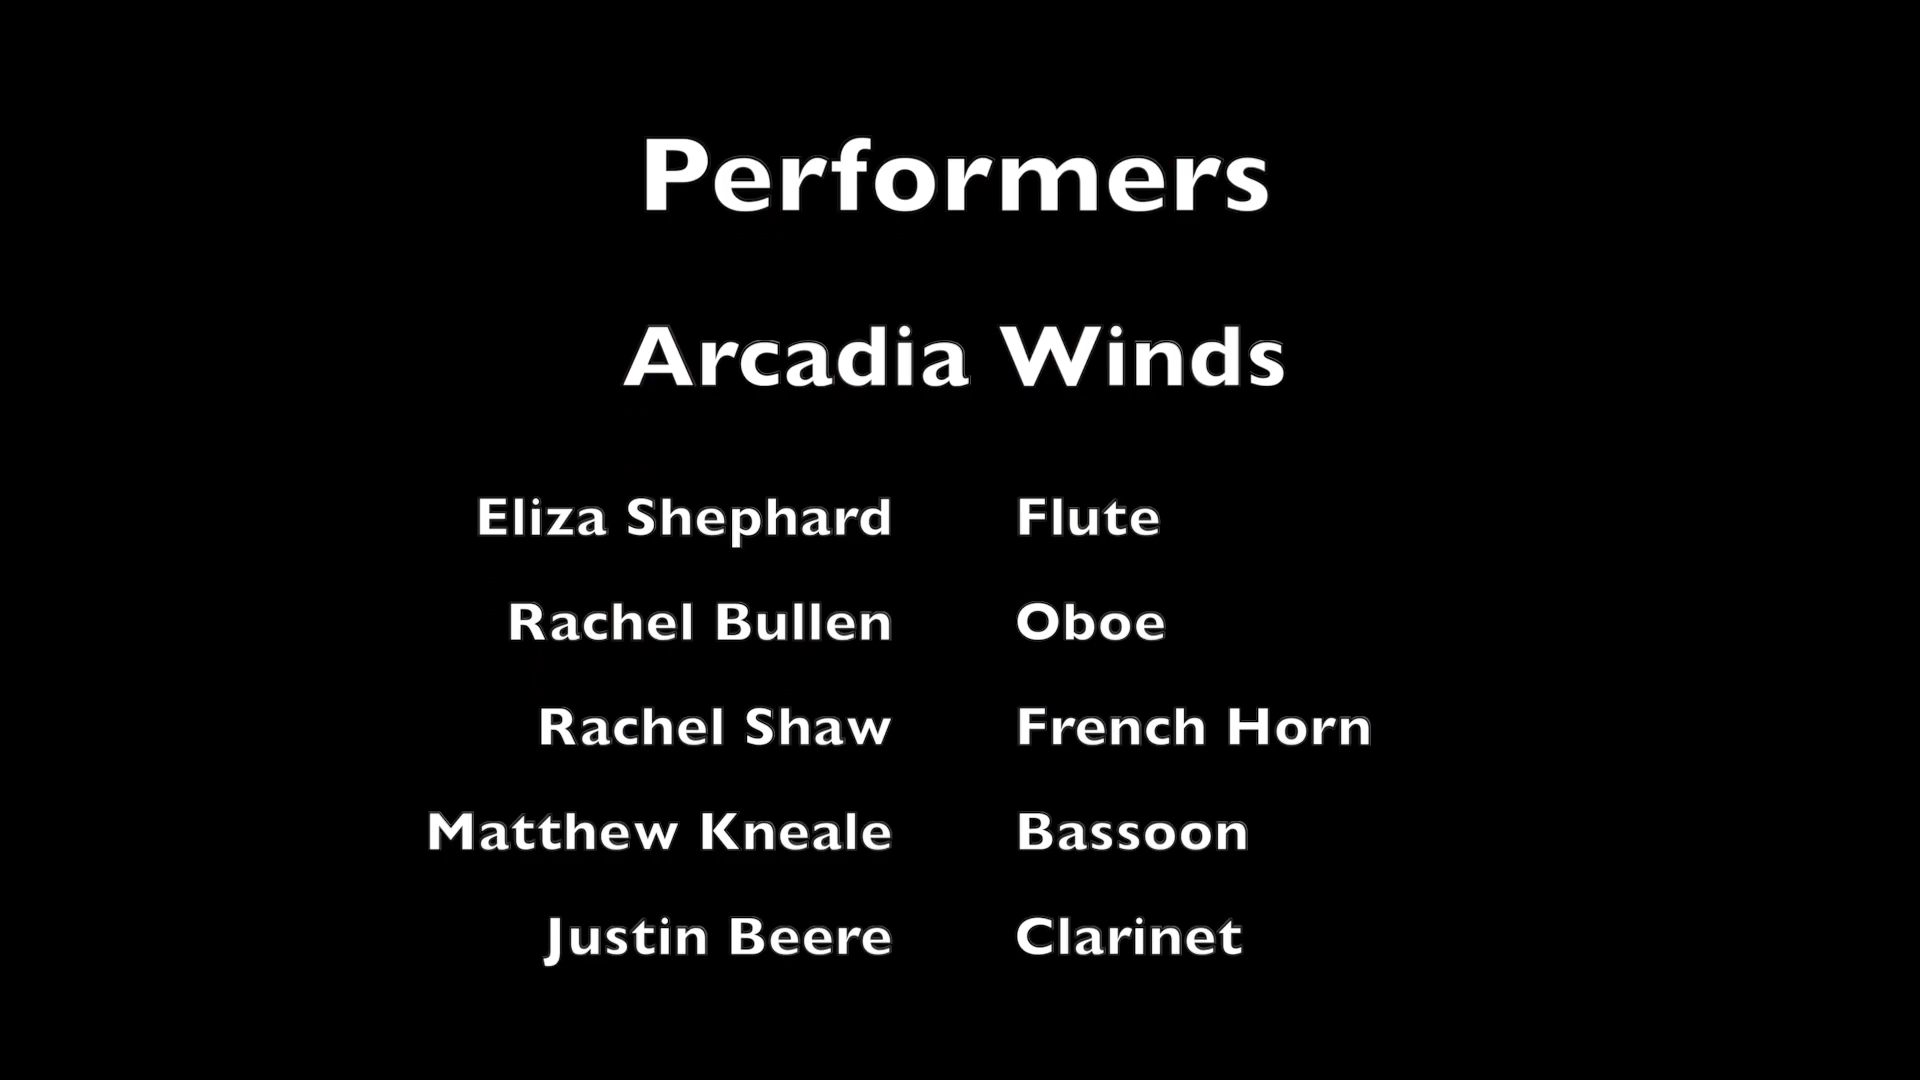 Performers
Arcadia Winds
Eliza Shephard Flute
Rachel Bullen Oboe
Rachel Shaw French Horn
Matthew Kneale Bassoon
Justin Beere Clarinet